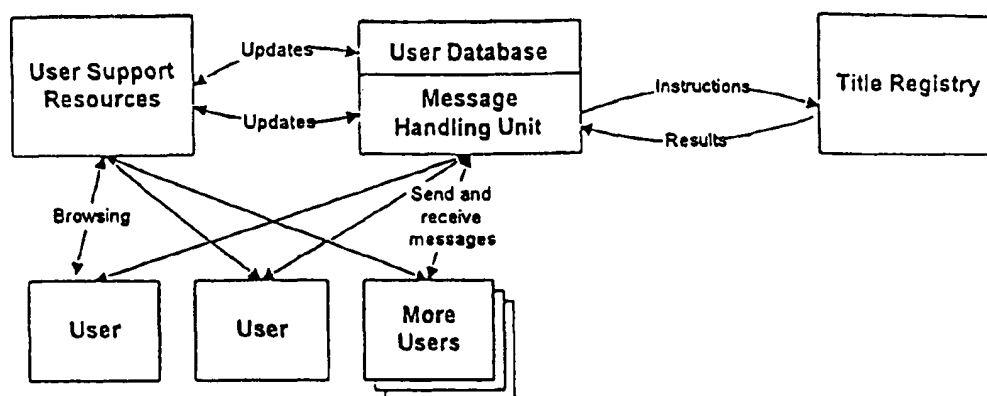 Updates
User Database
User Support
Resources
Message
Handling Unit
Updates
Instructions
Title Registry
Results
Browsing
Send and
receive
messages
User
User
More
Users